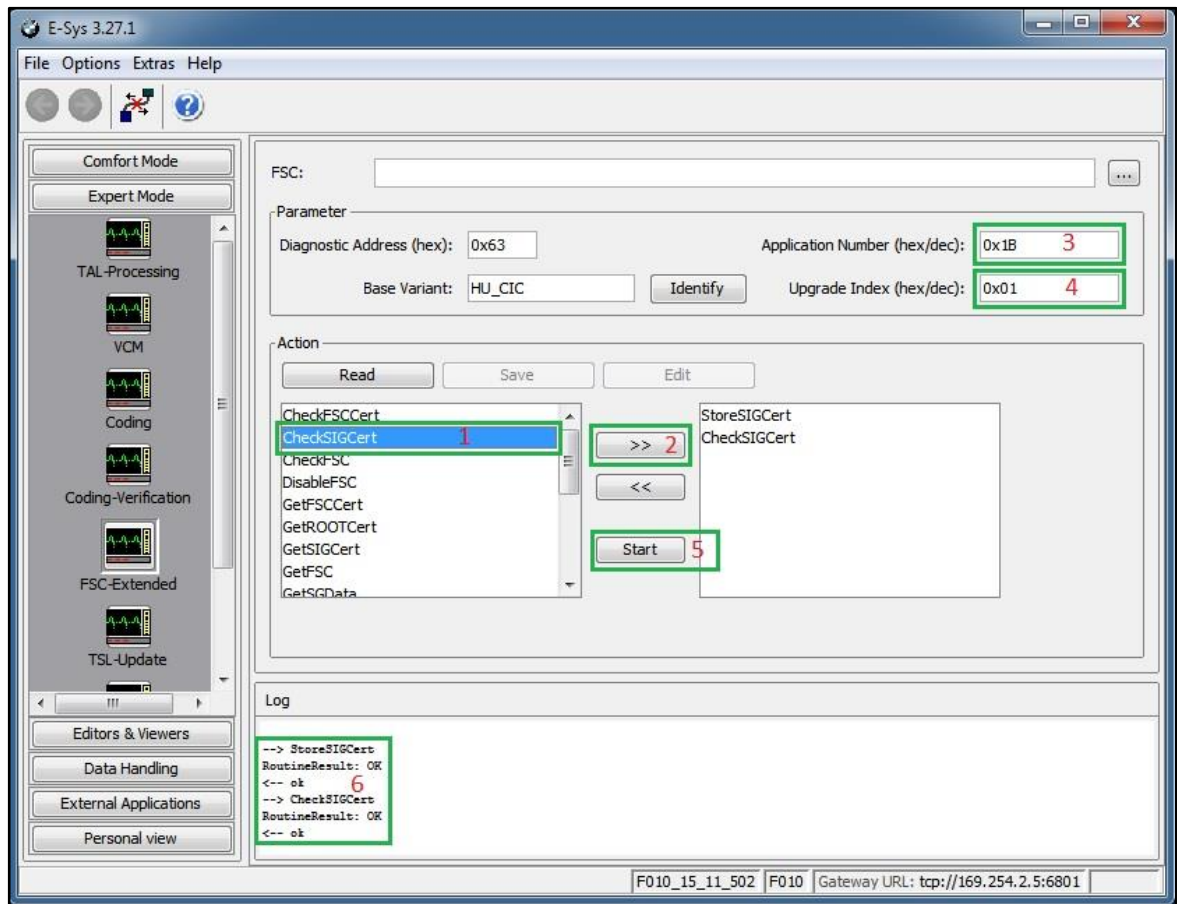 E-Sys 3.27.1
File Options Extras Help
Comfort Mode
Expert Mode
TAL-Processing
VCM
Coding
Coding-Verification
FSC-Extended
TSL-Update
Editors & Viewers
Data Handling
External Applications
Personal view
FSC:
...
Parameter
Diagnostic Address (hex): 0x63
Application Number (hex/dec): 0x1B 3
Base Variant: HU_CIC Identify
Upgrade Index (hex/dec): 0x01 4
Action
Read Save Edit
CheckFSCCert
CheckSIGCert 1
CheckFSC
DisableFSC
GetFSCCert
GetROOTCert
GetSIGCert
GetFSC
GetSGData
>> 2
<<
Start 5
StoreSIGCert
CheckSIGCert
Log
--> StoreSIGCert
RoutineResult: OK
<-- ok 6
--> CheckSIGCert
RoutineResult: OK
<-- ok
F010_15_11_502 F010 Gateway URL: tcp://169.254.2.5:6801